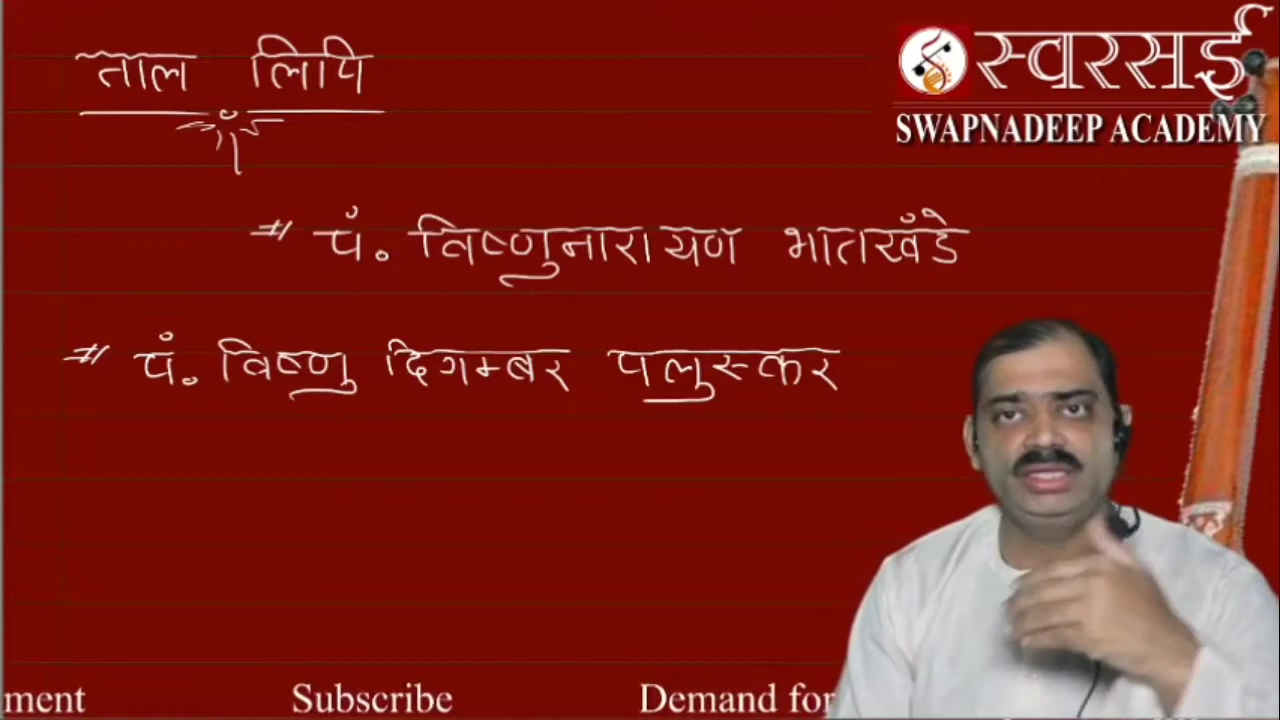 ताल लिपि
स्वरसई
SWAPNADEEP ACADEMY
# पं. विष्णुनारायण भातखँडे
# पं. विष्णु दिगम्बर पलुस्कर
ment Subscribe Demand for